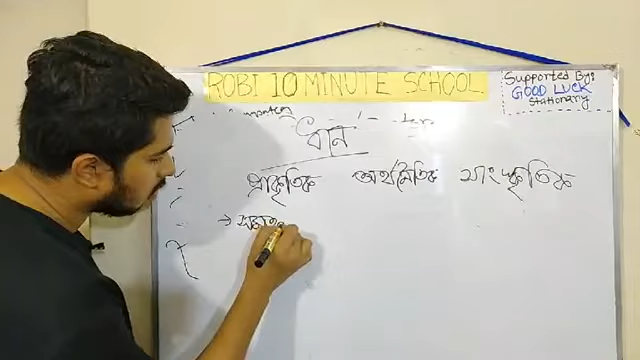 ROBI 10 MINUTE SCHOOL
Supported By:
GOOD LUCK
Stationary
ধান
প্রাকৃতিক অর্থনৈতিক সাংস্কৃতিক
→